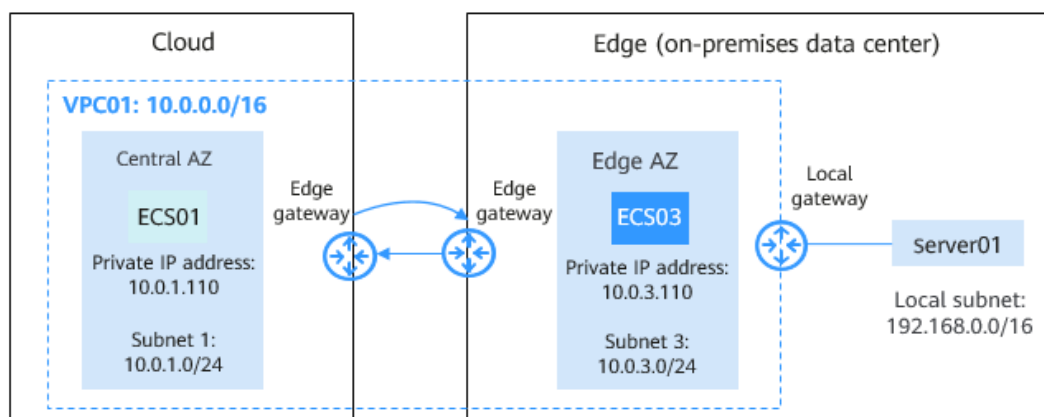 Cloud
Edge (on-premises data center)
VPC01: 10.0.0.0/16
Central AZ
ECS01
Private IP address:
10.0.1.110
Subnet 1:
10.0.1.0/24
Edge
gateway
Edge
gateway
Edge AZ
ECS03
Private IP address:
10.0.3.110
Subnet 3:
10.0.3.0/24
Local
gateway
Server01
Local subnet:
192.168.0.0/16